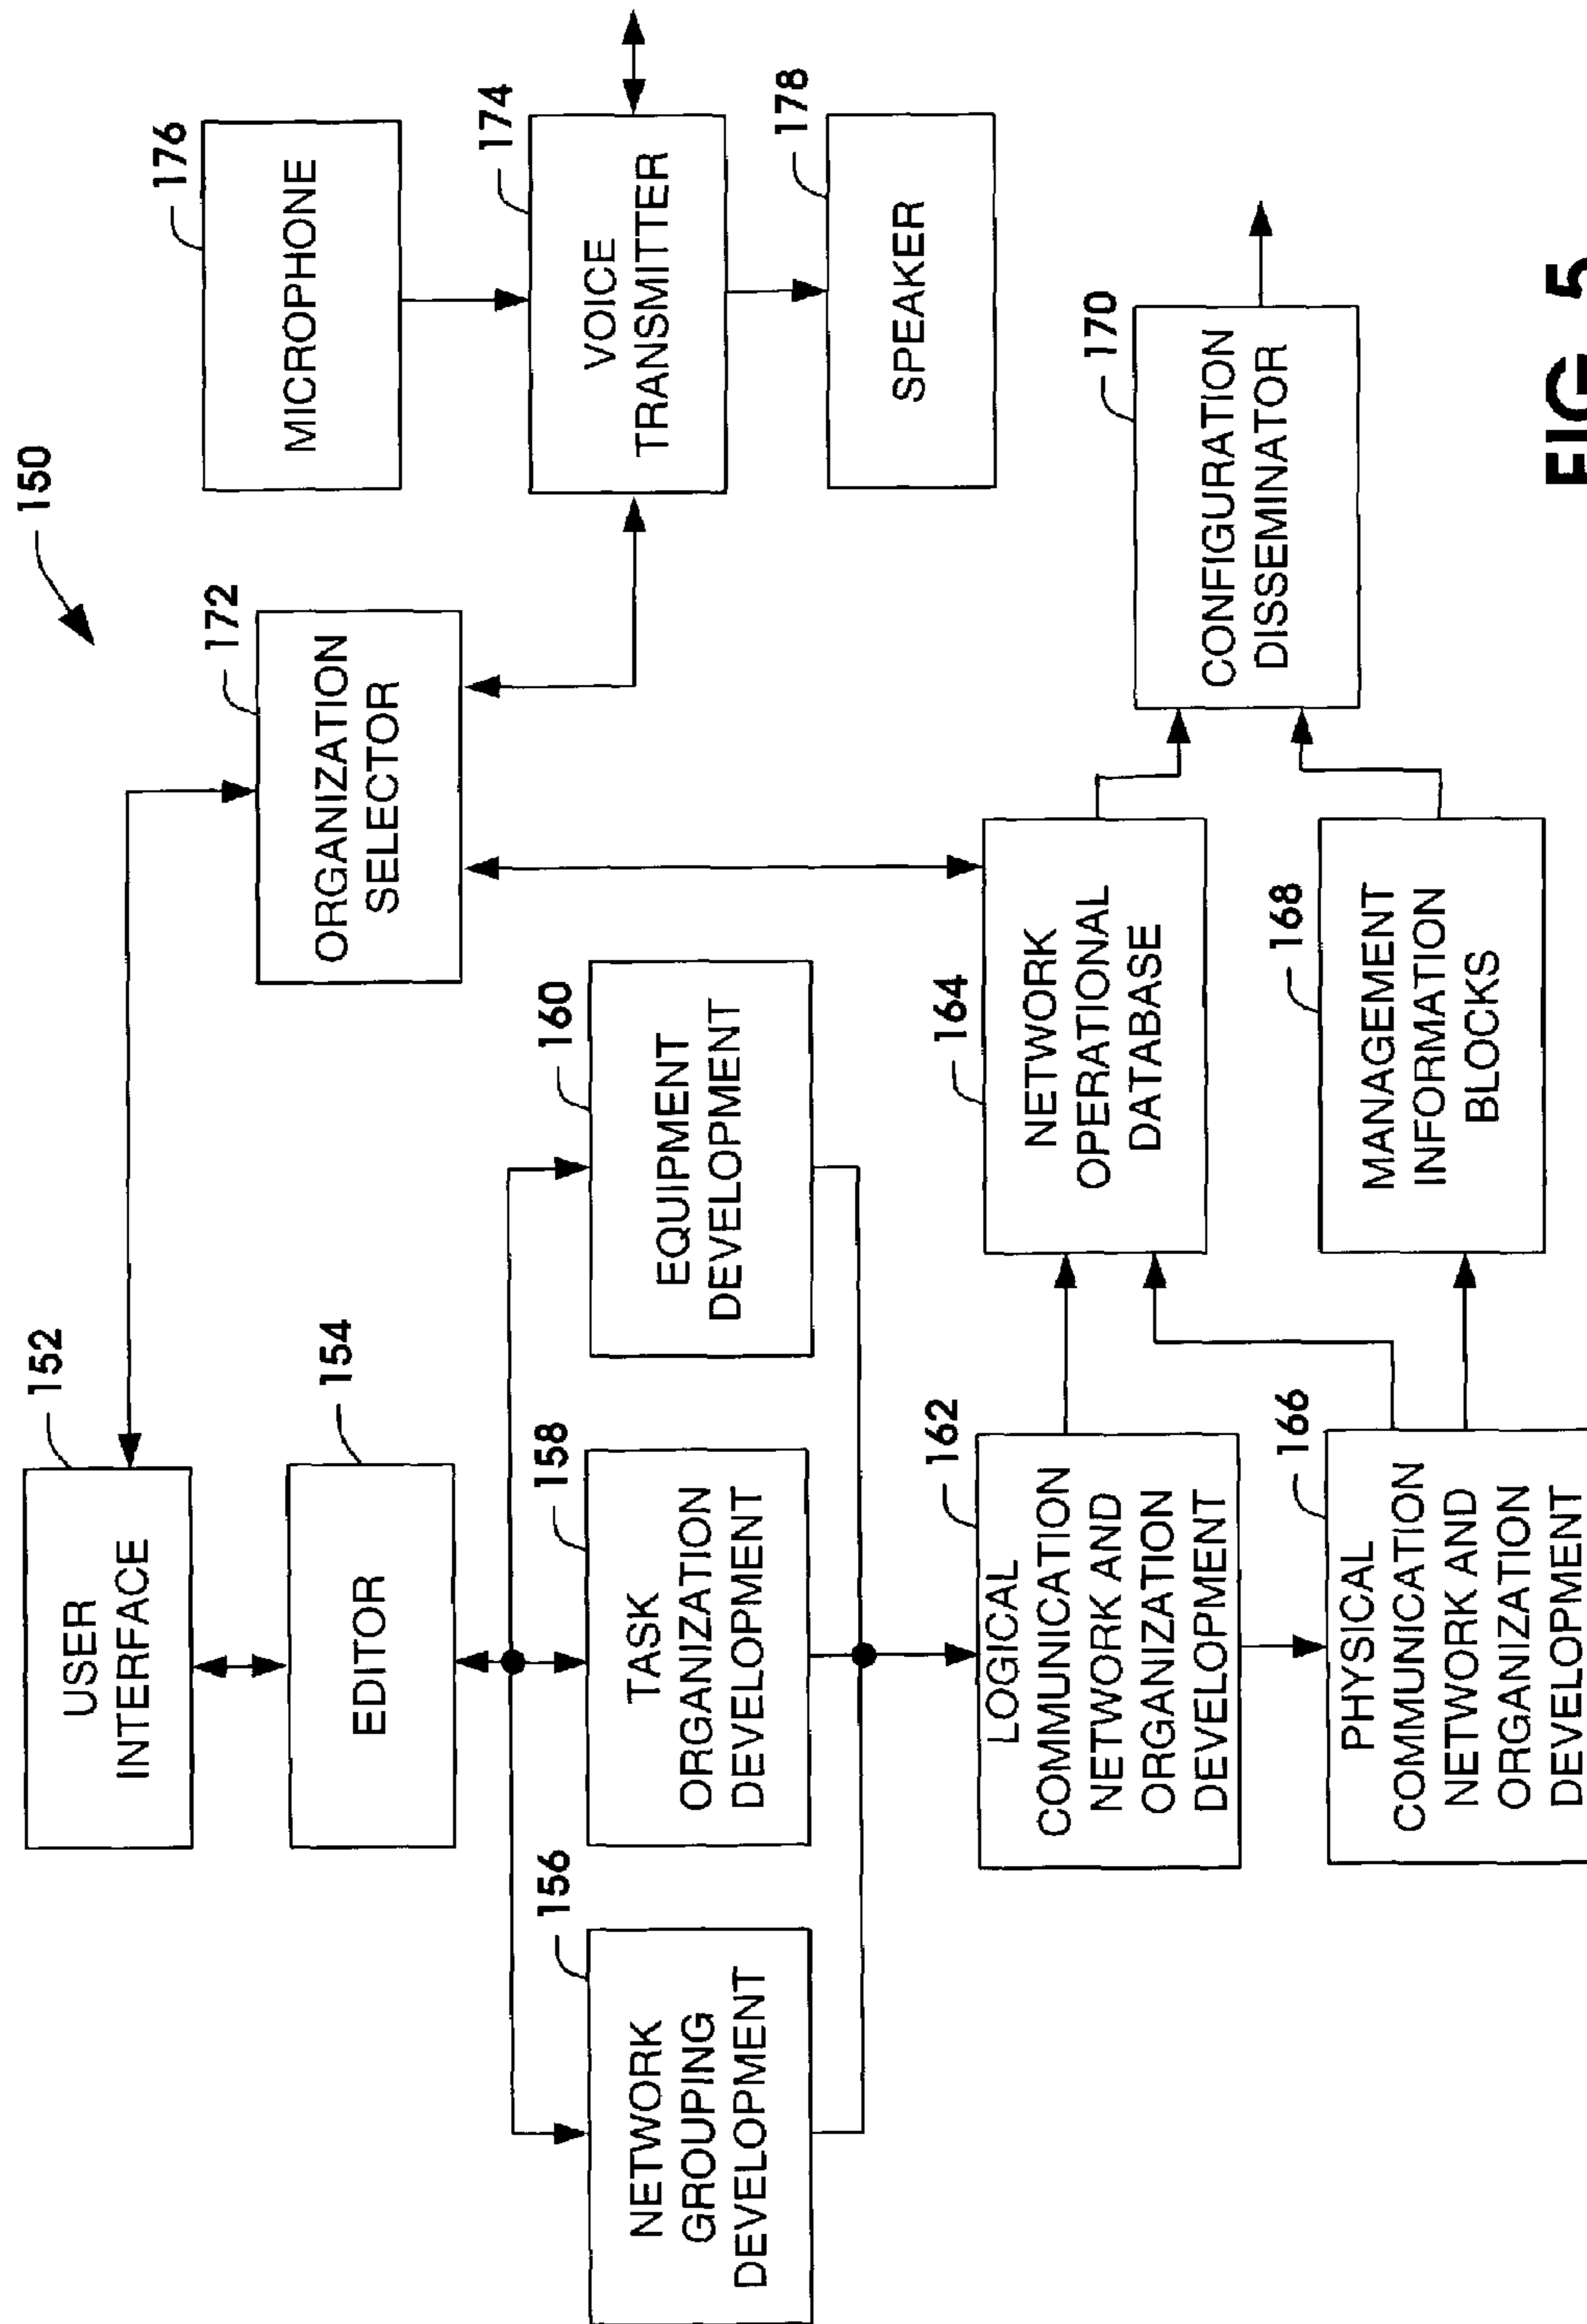 150
152
USER
INTERFACE
154
EDITOR
156
NETWORK
GROUPING
DEVELOPMENT
158
TASK
ORGANIZATION
DEVELOPMENT
160
EQUIPMENT
DEVELOPMENT
172
ORGANIZATION
SELECTOR
176
MICROPHONE
174
VOICE
TRANSMITTER
178
SPEAKER
162
LOGICAL
COMMUNICATION
NETWORK AND
ORGANIZATION
DEVELOPMENT
164
NETWORK
OPERATIONAL
DATABASE
166
PHYSICAL
COMMUNICATION
NETWORK AND
ORGANIZATION
DEVELOPMENT
168
MANAGEMENT
INFORMATION
BLOCKS
170
CONFIGURATION
DISSEMINATOR
FIG. 5